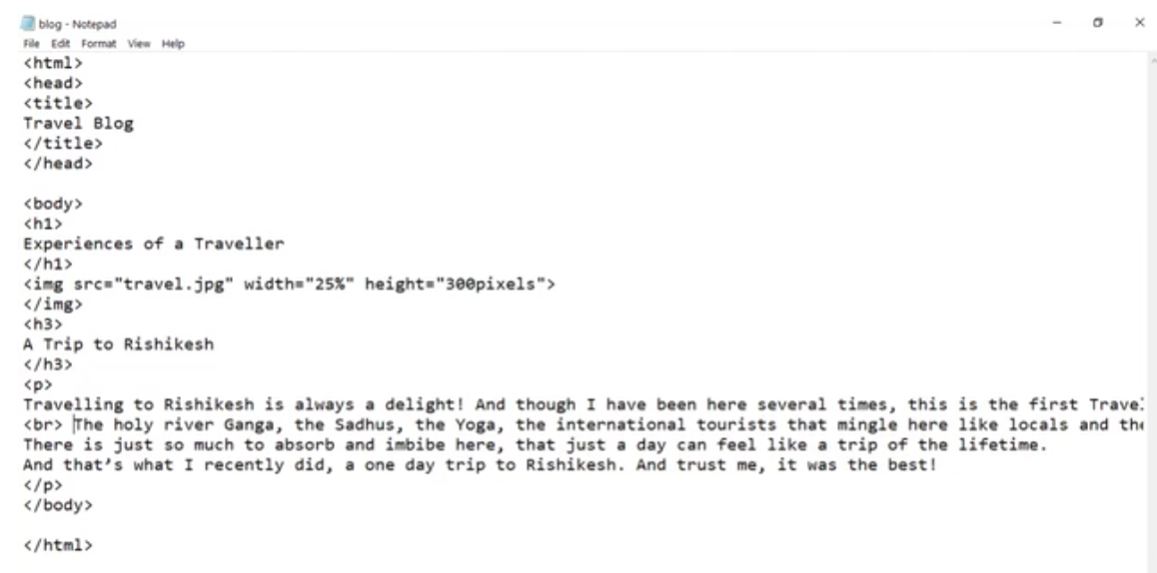 blog - Notepad
File Edit Format View Help
<html>
<head>
<title>
Travel Blog
</title>
</head>
<body>
<h1>
Experiences of a Traveller
</h1>
<img src="travel.jpg" width="25%" height="300pixels">
</img>
<h3>
A Trip to Rishikesh
</h3>
<p>
Travelling to Rishikesh is always a delight! And though I have been here several times, this is the first
<br> The holy river Ganga, the Sadhus, the Yoga, the international tourists that mingle here like locals and
There is just so much to absorb and imbibe here, that just a day can feel like a trip of the lifetime.
And that’s what I recently did, a one day trip to Rishikesh. And trust me, it was the best!
</p>
</body>
</html>